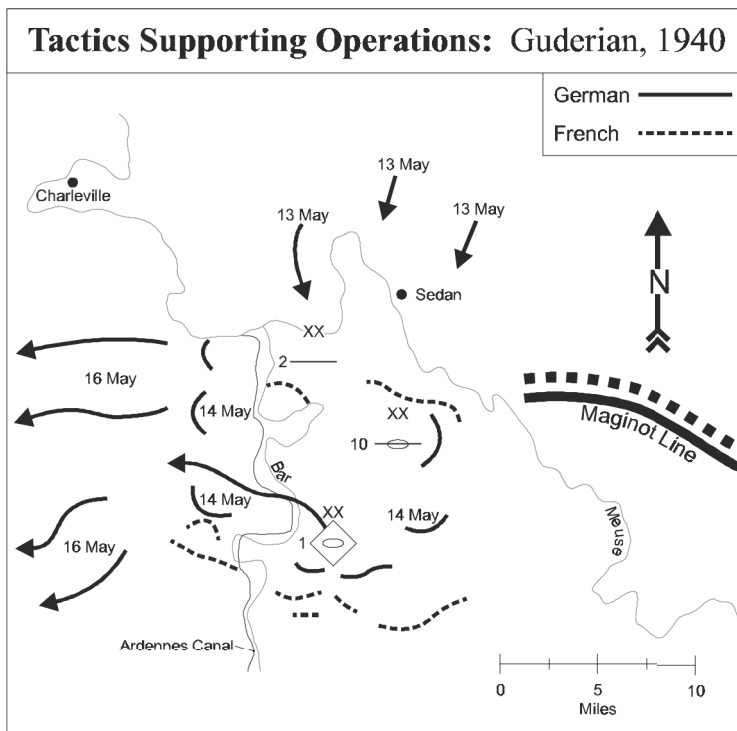 Tactics Supporting Operations: Guderian, 1940
German
French
13 May
Charleville
13 May
13 May
N
Sedan
XX
2
16 May
14 May
XX
10
Maginot Line
Bar
14 May
XX
14 May
Meuse
1
16 May
Ardennes Canal
0 5 10
Miles